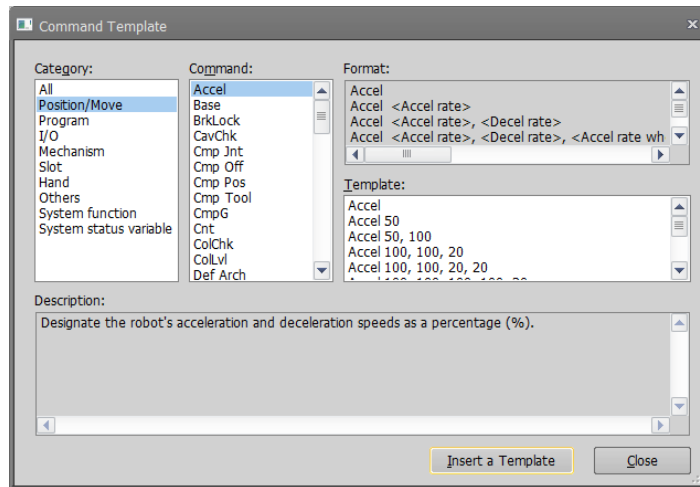 Command Template
Category:
All
Position/Move
Program
I/O
Mechanism
Slot
Hand
Others
System function
System status variable
Command:
Accel
Base
BrkLock
CavChk
Cmp Jnt
Cmp Off
Cmp Pos
Cmp Tool
CmpG
Cnt
ColChk
ColLvl
Def Arch
Format:
Accel
Accel <Accel rate>
Accel <Accel rate>, <Decel rate>
Accel <Accel rate>, <Decel rate>, <Accel rate wh
Template:
Accel
Accel 50
Accel 50, 100
Accel 100, 100, 20
Accel 100, 100, 20, 20
Description:
Designate the robot's acceleration and deceleration speeds as a percentage (%).
Insert a Template
Close